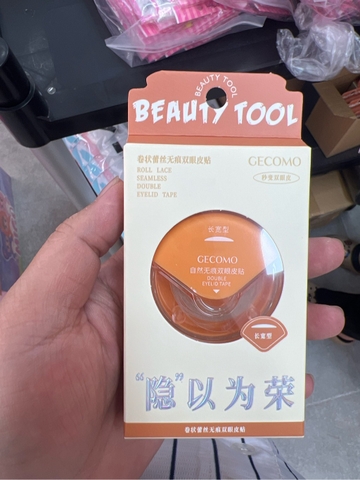 BEAUTY TOOL
BEAUTY TOOL
卷状蕾丝无痕双眼皮贴
ROLL LACE
SEAMLESS
DOUBLE
EYELID TAPE
GECOMO
长宽型
GECOMO
自然无痕双眼皮贴
DOUBLE
EYELID TAPE
长宽型
“隐”以为荣
卷状蕾丝无痕双眼皮贴